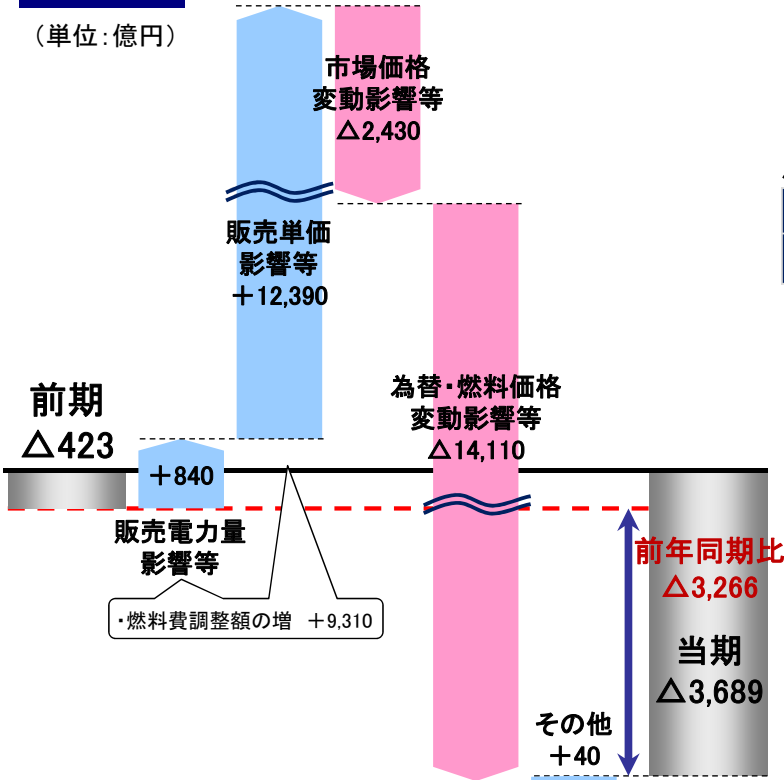 （単位：億円）
市場価格
変動影響等
△2,430
販売単価
影響等
＋12,390
為替・燃料価格
変動影響等
△14,110
前期
△423
＋840
販売電力量
影響等
・燃料費調整額の増　＋9,310
前年同期比
△3,266
当期
△3,689
その他
＋40